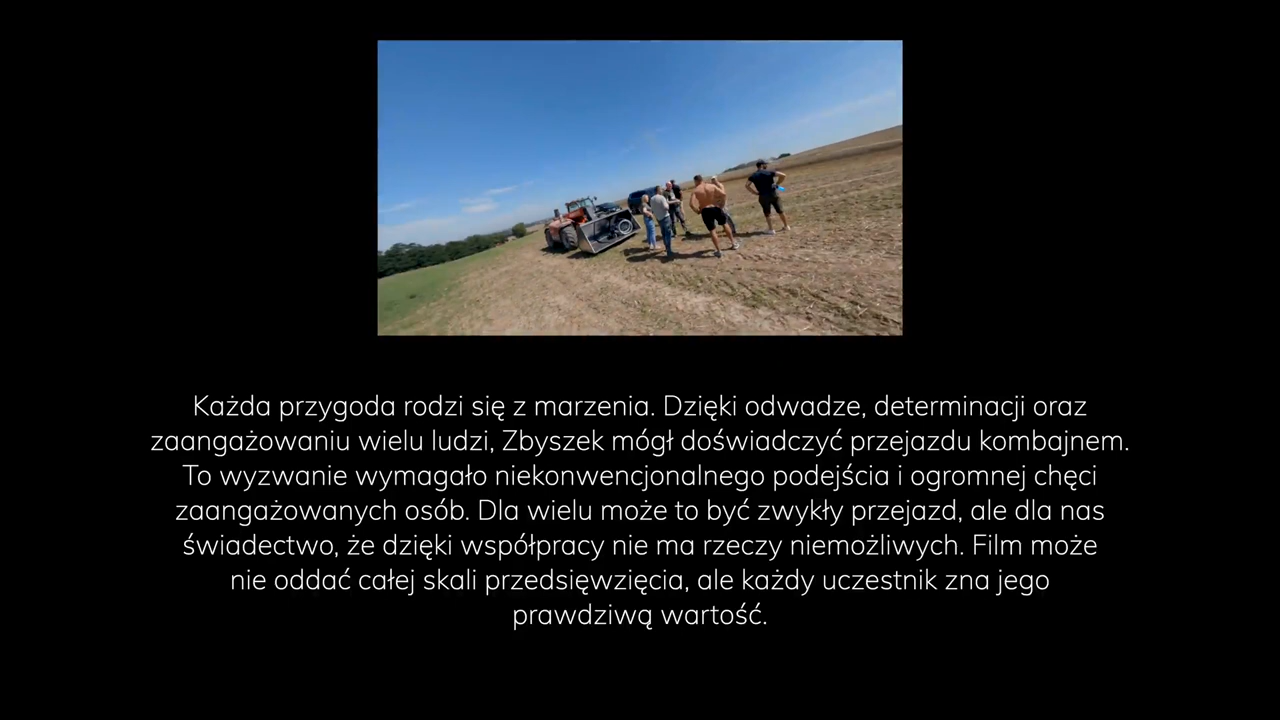 Każda przygoda rodzi się z marzenia. Dzięki odwadze, determinacji oraz
zaangażowaniu wielu ludzi, Zbyszek mógł doświadczyć przejazdu kombajnem.
To wyzwanie wymagało niekonwencjonalnego podejścia i ogromnej chęci
zaangażowanych osób. Dla wielu może to być zwykły przejazd, ale dla nas
świadectwo, że dzięki współpracy nie ma rzeczy niemożliwych. Film może
nie oddać całej skali przedsięwzięcia, ale każdy uczestnik zna jego
prawdziwą wartość.